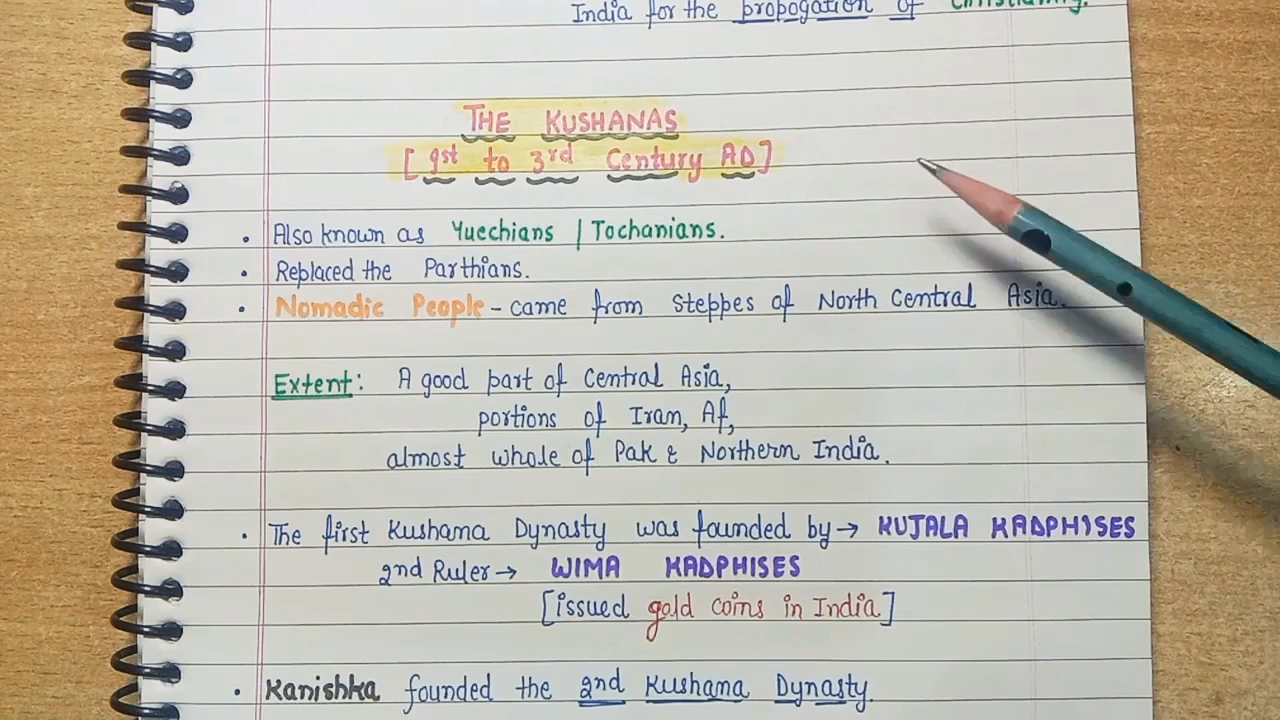 India for the propogation of Christianity.
THE KUSHANAS
[1st to 3rd Century AD]
• Also known as Yuechians | Tochanians.
• Replaced the Parthians.
• Nomadic People - came from steppes of North Central Asia.
Extent: A good part of Central Asia,
portions of Iran, Af,
almost whole of Pak & Northern India.
• The first Kushama Dynasty was founded by → KUJALA KADPHISES
2nd Ruler → WIMA KADPHISES
[issued gold coins in India]
• Kanishka founded the 2nd Kushana Dynasty.